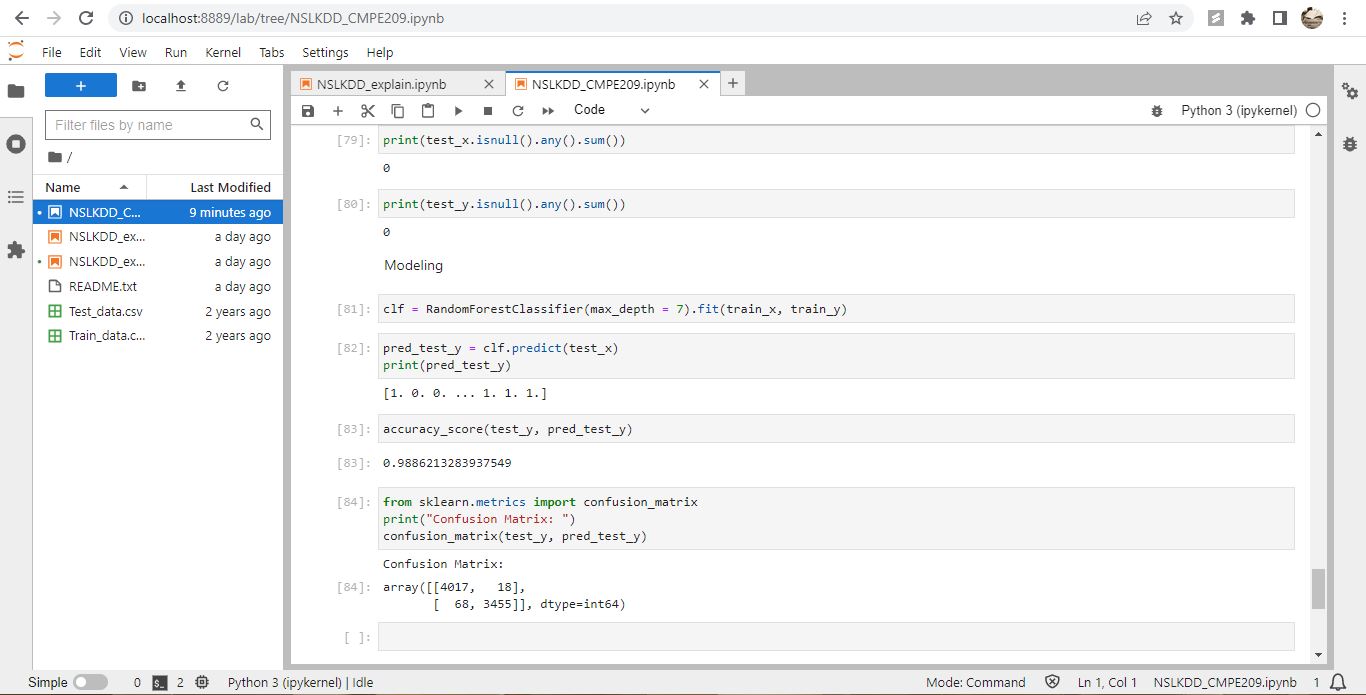 localhost:8889/lab/tree/NSLKDD_CMPE209.ipynb
File Edit View Run Kernel Tabs Settings Help
NSLKDD_explain.ipynb
NSLKDD_CMPE209.ipynb
Code
Python 3 (ipykernel)
Filter files by name
/
Name Last Modified
NSLKDD_C... 9 minutes ago
NSLKDD_ex... a day ago
NSLKDD_ex... a day ago
README.txt a day ago
Test_data.csv 2 years ago
Train_data.c... 2 years ago
[79]: print(test_x.isnull().any().sum())
0
[80]: print(test_y.isnull().any().sum())
0
Modeling
[81]: clf = RandomForestClassifier(max_depth = 7).fit(train_x, train_y)
[82]: pred_test_y = clf.predict(test_x)
print(pred_test_y)
[1. 0. 0. ... 1. 1. 1.]
[83]: accuracy_score(test_y, pred_test_y)
[83]: 0.9886213283937549
[84]: from sklearn.metrics import confusion_matrix
print("Confusion Matrix: ")
confusion_matrix(test_y, pred_test_y)
Confusion Matrix:
[84]: array([[4017,   18],
       [  68, 3455]], dtype=int64)
[ ]:
Simple 0 2 Python 3 (ipykernel) | Idle Mode: Command Ln 1, Col 1 NSLKDD_CMPE209.ipynb 1